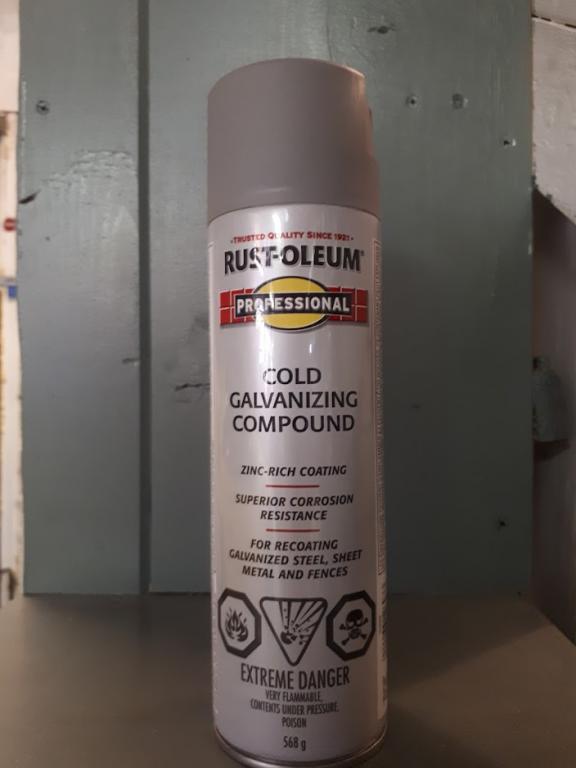 •TRUSTED QUALITY SINCE 1921•
RUST-OLEUM®
PROFESSIONAL
COLD
GALVANIZING
COMPOUND
ZINC-RICH COATING
SUPERIOR CORROSION
RESISTANCE
FOR RECOATING
GALVANIZED STEEL, SHEET
METAL AND FENCES
EXTREME DANGER
VERY FLAMMABLE,
CONTENTS UNDER PRESSURE,
POISON
568 g